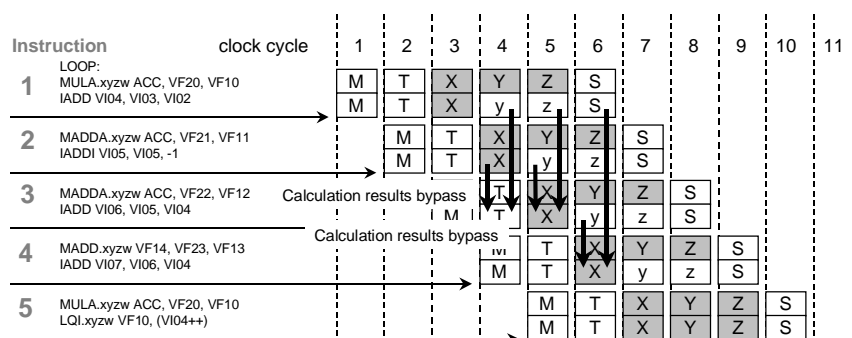 Instruction clock cycle 1 2 3 4 5 6 7 8 9 10 11
LOOP:
1 MULA.xyzw ACC, VF20, VF10 M T X Y Z S
IADD VI04, VI03, VI02 M T X y z S
2 MADDA.xyzw ACC, VF21, VF11 M T X Y Z S
IADDI VI05, VI05, -1 M T X y z S
3 MADDA.xyzw ACC, VF22, VF12 Calculation results bypass T X Y Z S
IADD VI06, VI05, VI04 M T X y z S
Calculation results bypass
4 MADD.xyzw VF14, VF23, VF13 M T X Y Z S
IADD VI07, VI06, VI04 M T X y z S
5 MULA.xyzw ACC, VF20, VF10 M T X Y Z S
LQI.xyzw VF10, (VI04++) M T X Y Z S